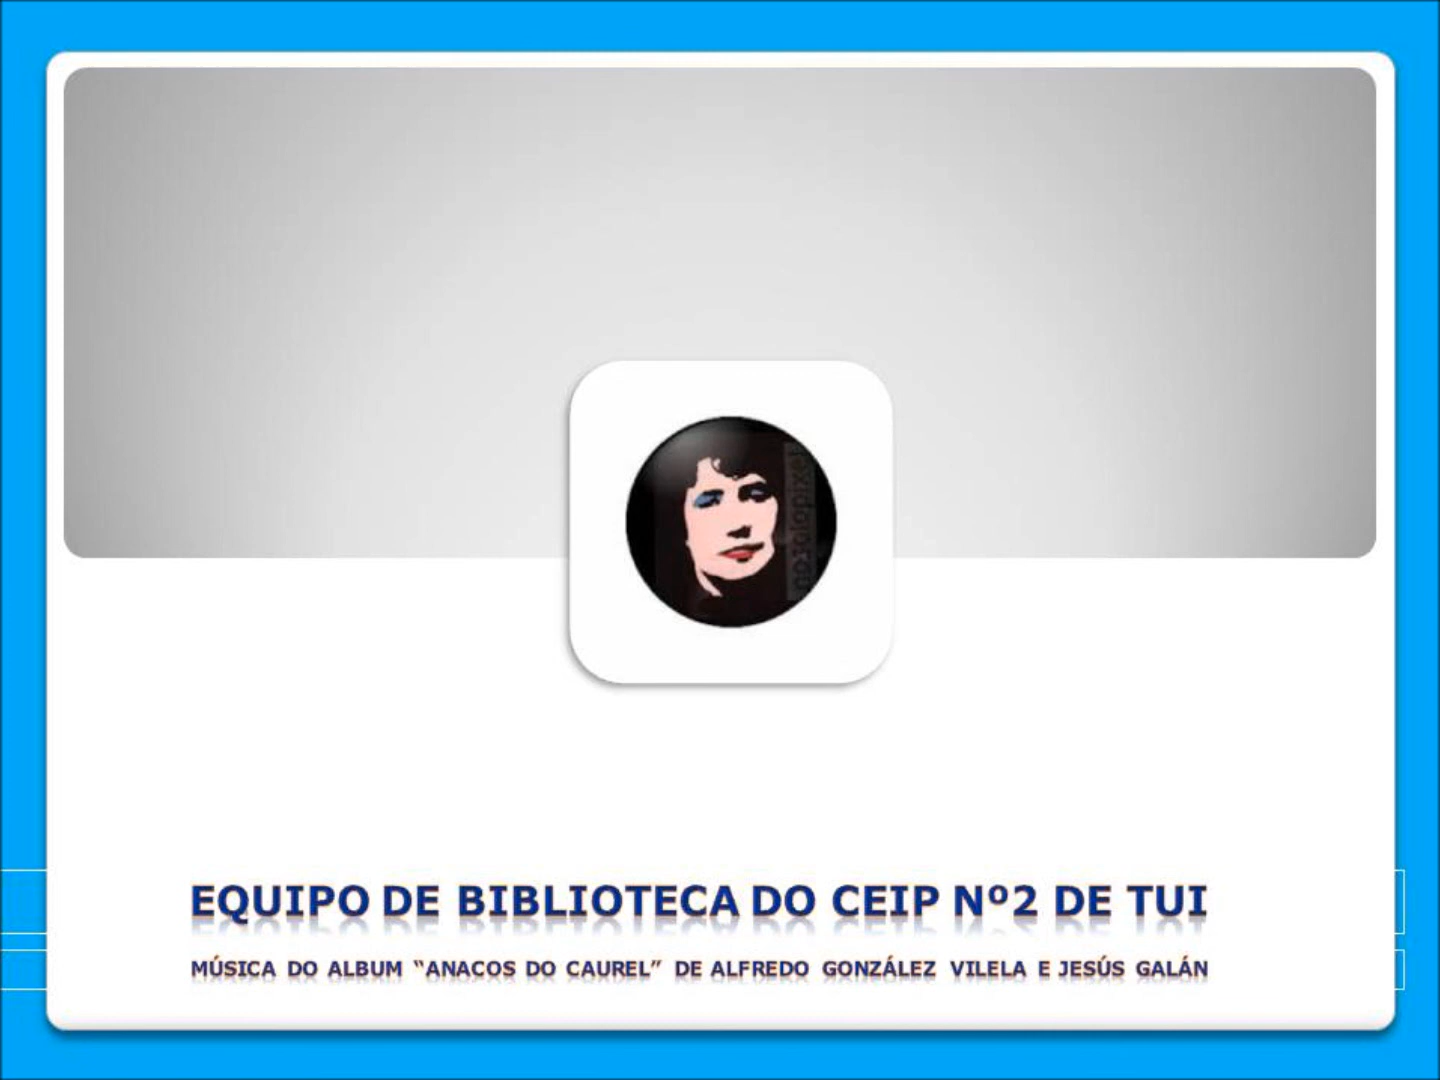 nosolopixel
EQUIPO DE BIBLIOTECA DO CEIP Nº2 DE TUI
MÚSICA DO ALBUM “ANACOS DO CAUREL” DE ALFREDO GONZÁLEZ VILELA E JESÚS GALÁN